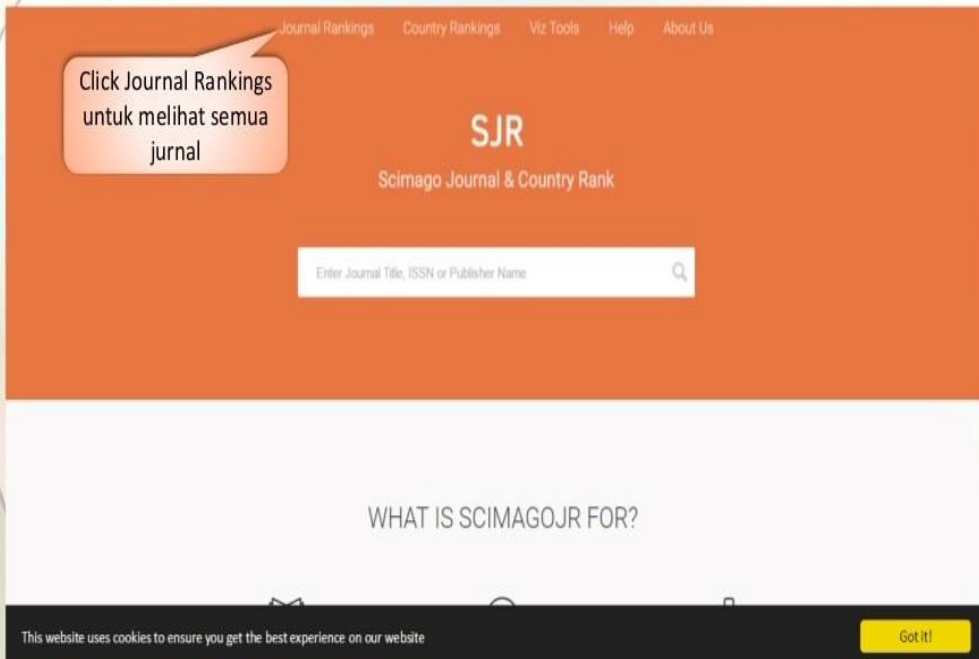 Journal Rankings Country Rankings Viz Tools Help About Us
Click Journal Rankings
untuk melihat semua
jurnal
SJR
Scimago Journal & Country Rank
Enter Journal Title, ISSN or Publisher Name
WHAT IS SCIMAGOJR FOR?
This website uses cookies to ensure you get the best experience on our website
Got It!